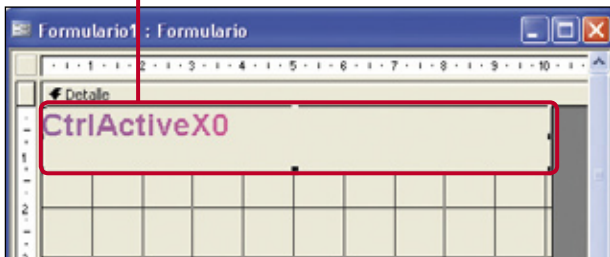 Formulario1 : Formulario
1 2 3 4 5 6 7 8 9 10
Detalle
CtrlActiveX0
1
2